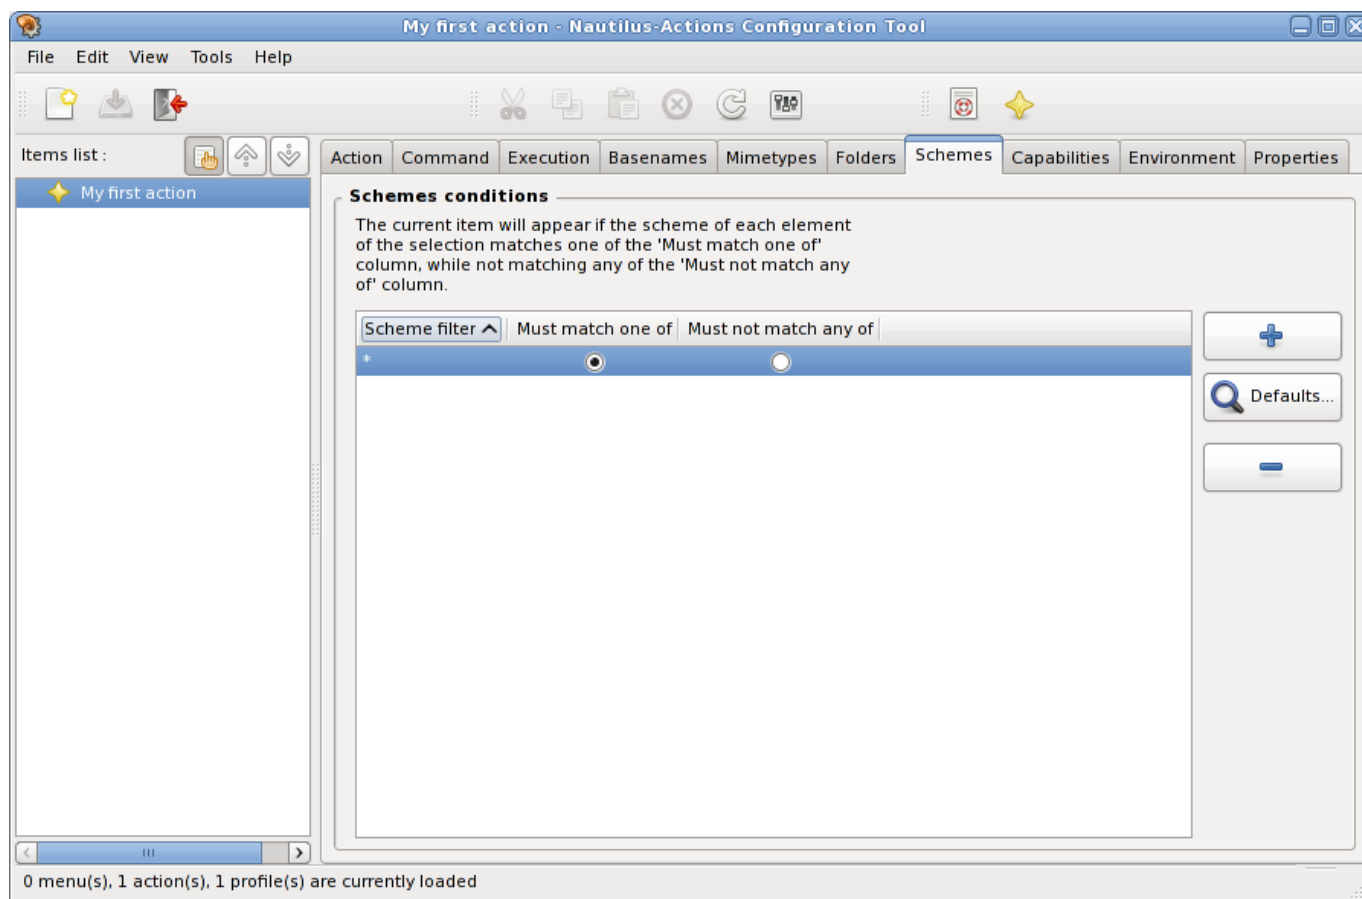 My first action - Nautilus-Actions Configuration Tool
File Edit View Tools Help
Items list :
Action Command Execution Basenames Mimetypes Folders Schemes Capabilities Environment Properties
My first action
Schemes conditions
The current item will appear if the scheme of each element
of the selection matches one of the 'Must match one of'
column, while not matching any of the 'Must not match any
of' column.
Scheme filter Must match one of Must not match any of
*
Defaults...
0 menu(s), 1 action(s), 1 profile(s) are currently loaded